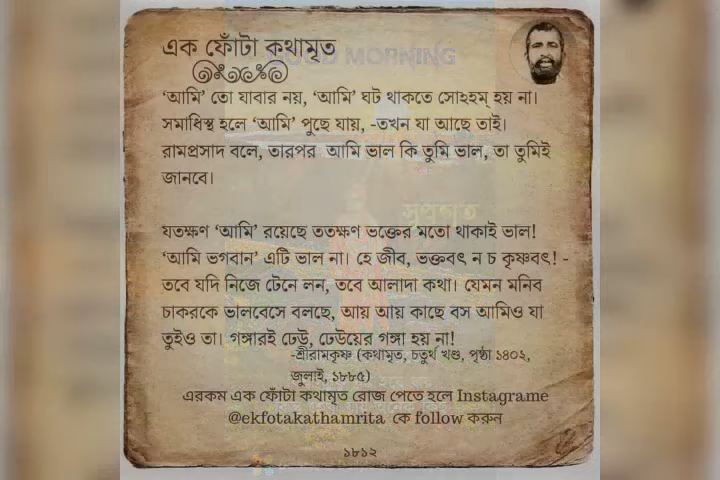 এক ফোঁটা কথামৃত
GOOD MORNING
‘আমি’ তো যাবার নয়, ‘আমি’ ঘট থাকতে সোঽহম্ হয় না।
সমাধিস্থ হলে ‘আমি’ পুছে যায়, -তখন যা আছে তাই।
রামপ্রসাদ বলে, তারপর আমি ভাল কি তুমি ভাল, তা তুমিই
জানবে।
সুপ্রভাত
যতক্ষণ ‘আমি’ রয়েছে ততক্ষণ ভক্তের মতো থাকাই ভাল!
‘আমি ভগবান’ এটি ভাল না। হে জীব, ভক্তবৎ ন চ কৃষ্ণবৎ! -
তবে যদি নিজে টেনে লন, তবে আলাদা কথা। যেমন মনিব
চাকরকে ভালবেসে বলছে, আয় আয় কাছে বস আমিও যা
তুইও তা। গঙ্গারই ঢেউ, ঢেউয়ের গঙ্গা হয় না!
-শ্রীরামকৃষ্ণ (কথামৃত, চতুর্থ খণ্ড, পৃষ্ঠা ১৪০২,
জুলাই, ১৮৮৫)
এরকম এক ফোঁটা কথামৃত রোজ পেতে হলে Instagrame
@ekfotakathamrita কে follow করুন
১৮১২